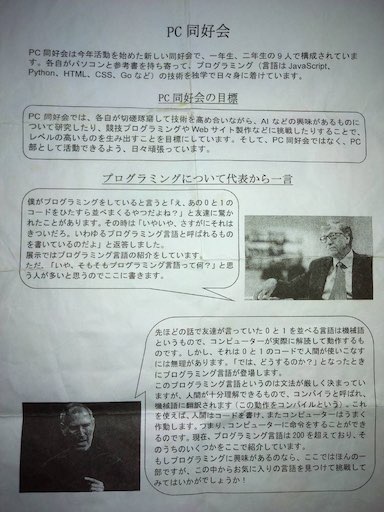 PC 同好会
PC 同好会は今年活動を始めた新しい同好会で、一年生、二年生の9人で構成されています。
各自がパソコンと参考書を持ち寄って、プログラミング（言語は JavaScript、
Python、HTML、CSS、Go など）の技術を独学で日々身に着けています。
PC 同好会の目標
PC 同好会では、各自が切磋琢磨して技術を高め合いながら、AI などの興味があるものに
ついて研究したり、競技プログラミングや Web サイト製作などに挑戦したりすることで、
レベルの高いものを生み出すことを目標にしています。そして、PC 同好会ではなく、PC
部として活動できるよう、日々頑張っています。
プログラミングについて代表から一言
僕がプログラミングをしていると言うと「え、あの0と1の
コードをひたすら並べまくるやつだよね？」と友達に驚か
れたことがあります。その時は「いやいや、さすがにそれは
きついだろ。いわゆるプログラミング言語と呼ばれるもの
を書いているのだよ」と返答しました。
展示ではプログラミング言語の紹介をしています。
ただ、「いや、そもそもプログラミング言語って何？」と思
う人が多いと思うのでここに書きます。
先ほどの話で友達が言っていた0と1を並べる言語は機械語
というもので、コンピューターが実際に解読して動作するも
のです。しかし、それは0と1のコードで人間が使いこなす
には無理があります。「では、どうするのか？」となったとき
にプログラミング言語が登場します。
このプログラミング言語というのは文法が厳しく決まってい
ますが、人間が十分理解できるもので、コンパイラと呼ばれ、
機械語に翻訳されます（この動作をコンパイルという）。これ
を使えば、人間はコードを書け、またコンピューターはうまく
作動します。つまり、コンピューターに命令をすることができ
るのです。現在、プログラミング言語は200を超えており、そ
のうちのいくつかをここで紹介しています。
もしプログラミングに興味があるのなら、ここではほんの一
部ですが、この中からお気に入りの言語を見つけて挑戦して
みてはいかがでしょうか！